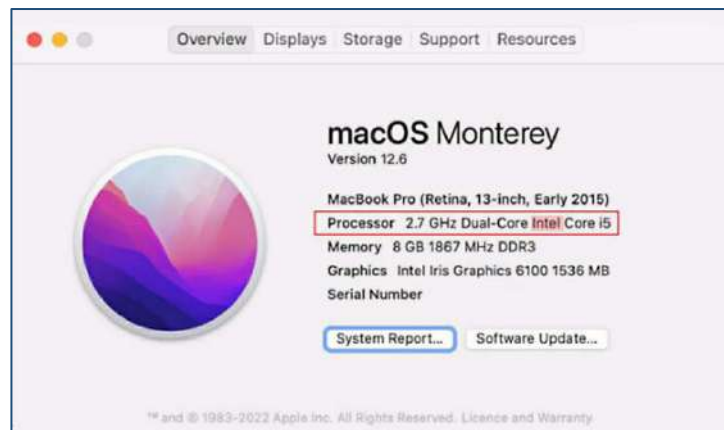 Overview Displays Storage Support Resources
macOS Monterey
Version 12.6
MacBook Pro (Retina, 13-inch, Early 2015)
Processor 2.7 GHz Dual-Core Intel Core i5
Memory 8 GB 1867 MHz DDR3
Graphics Intel Iris Graphics 6100 1536 MB
Serial Number
System Report... Software Update...
™ and © 1983-2022 Apple Inc. All Rights Reserved. Licence and Warranty